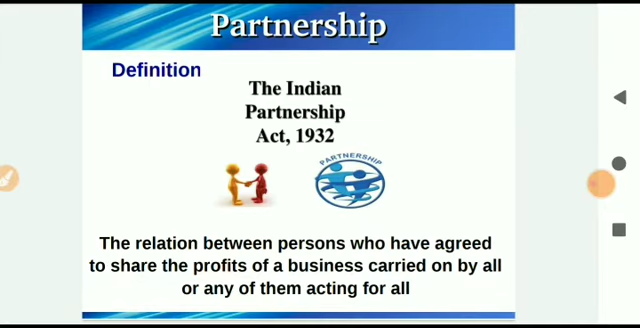 Partnership
Definition
The Indian
Partnership
Act, 1932
PARTNERSHIP
The relation between persons who have agreed
to share the profits of a business carried on by all
or any of them acting for all